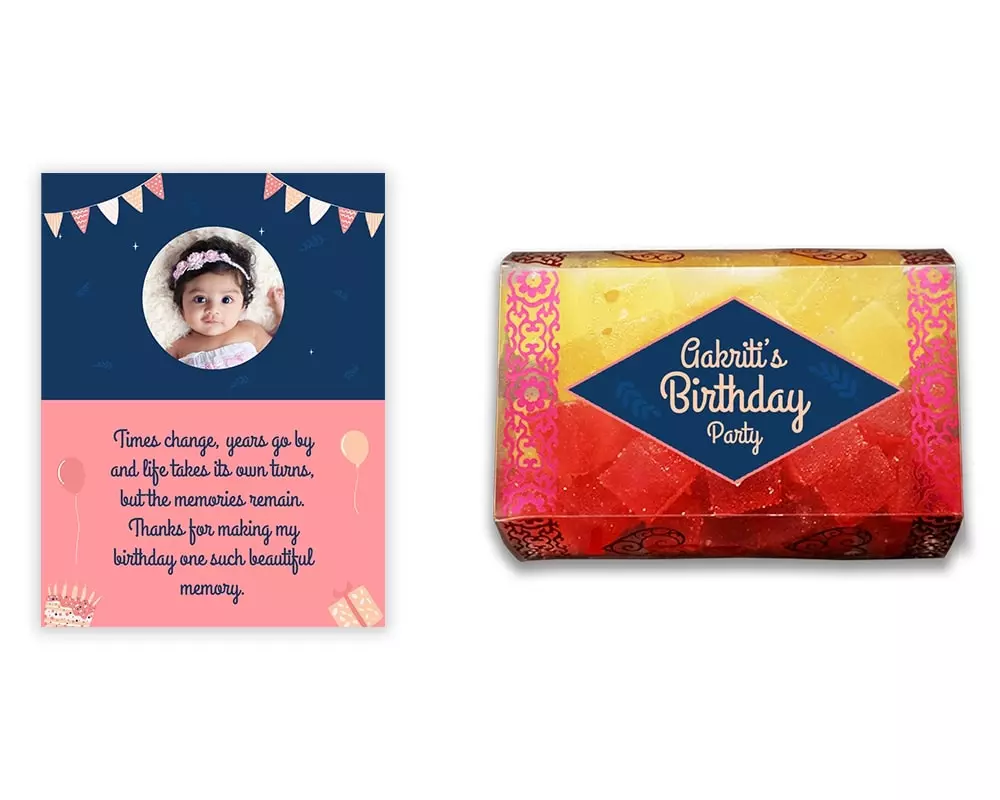 Times change, years go by
and life takes its own turns,
but the memories remain.
Thanks for making my
birthday one such beautiful
memory.
Aakriti's
Birthday
Party